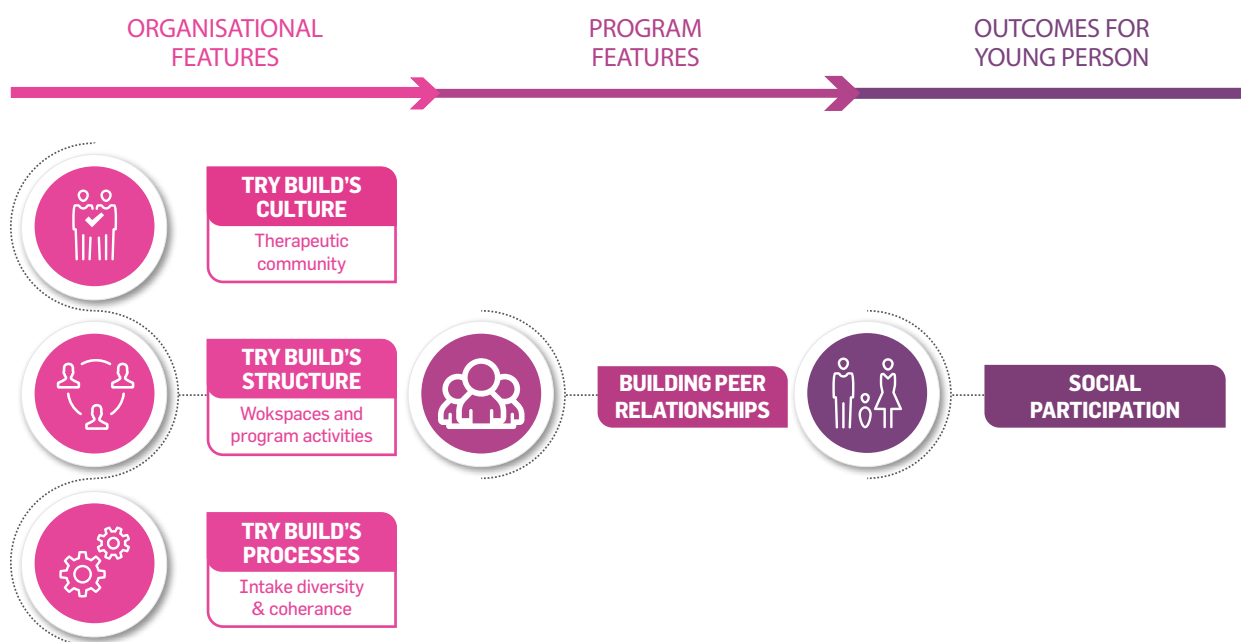 ORGANISATIONAL
FEATURES
PROGRAM
FEATURES
OUTCOMES FOR
YOUNG PERSON
TRY BUILD'S
CULTURE
Therapeutic
community
TRY BUILD'S
STRUCTURE
Wokspaces and
program activities
BUILDING PEER
RELATIONSHIPS
SOCIAL
PARTICIPATION
TRY BUILD'S
PROCESSES
Intake diversity
& coherance